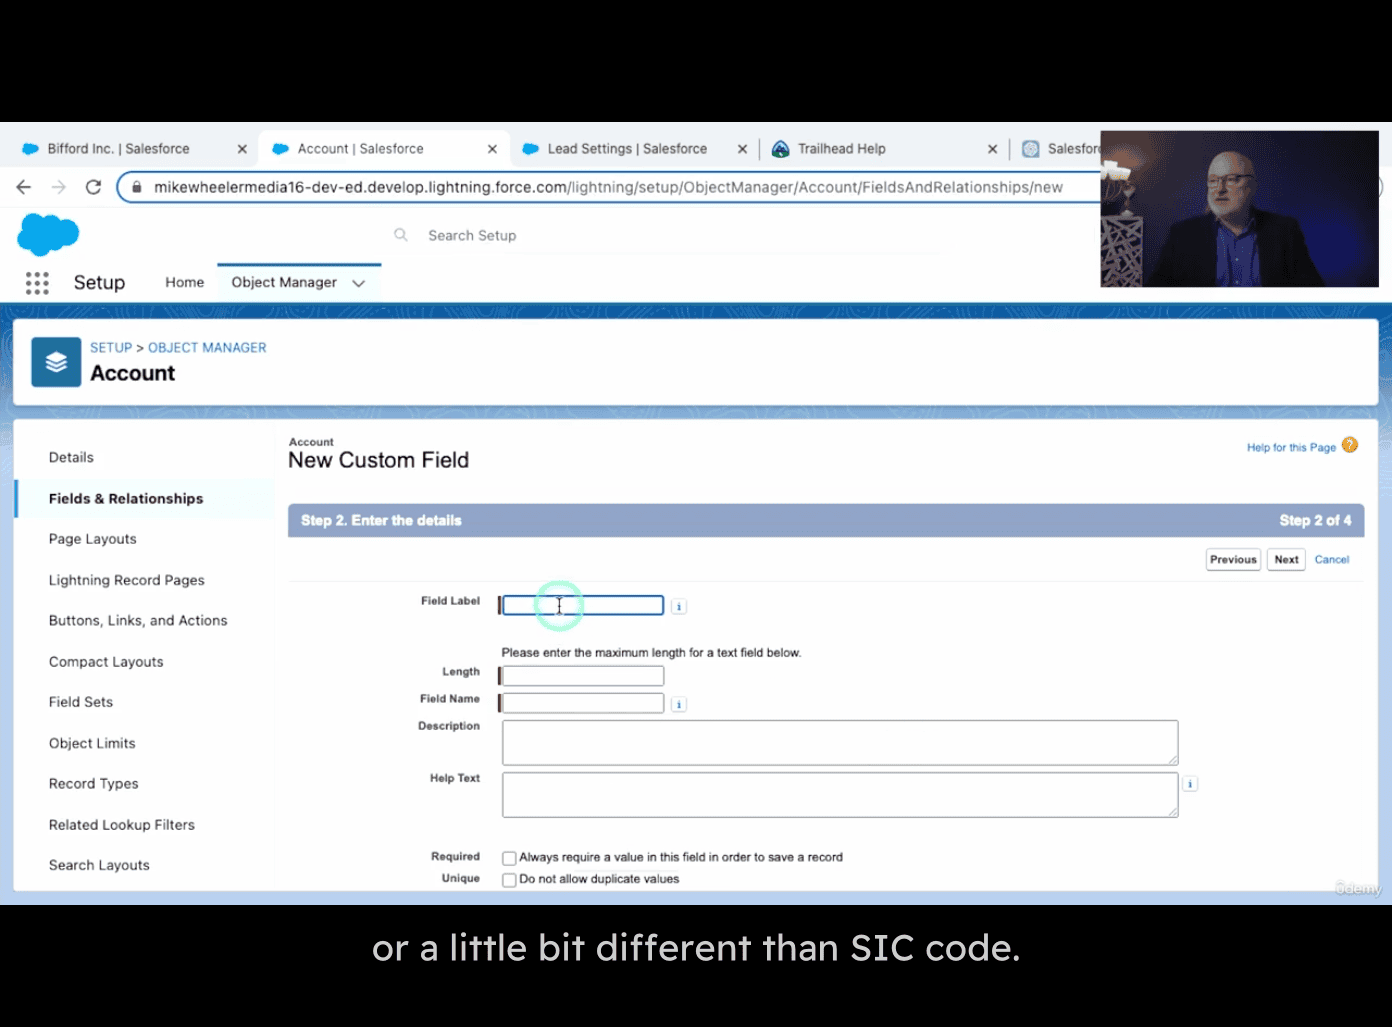 Bifford Inc. | Salesforce
Account | Salesforce
Lead Settings | Salesforce
Trailhead Help
Salesforc
mikewheelermedia16-dev-ed.develop.lightning.force.com/lightning/setup/ObjectManager/Account/FieldsAndRelationships/new
Search Setup
Setup Home Object Manager
SETUP > OBJECT MANAGER
Account
Details
Fields & Relationships
Page Layouts
Lightning Record Pages
Buttons, Links, and Actions
Compact Layouts
Field Sets
Object Limits
Record Types
Related Lookup Filters
Search Layouts
Account
New Custom Field
Help for this Page
Step 2. Enter the details Step 2 of 4
Previous Next Cancel
Field Label
Please enter the maximum length for a text field below.
Length
Field Name
Description
Help Text
Required Always require a value in this field in order to save a record
Unique Do not allow duplicate values
ûdemy
or a little bit different than SIC code.